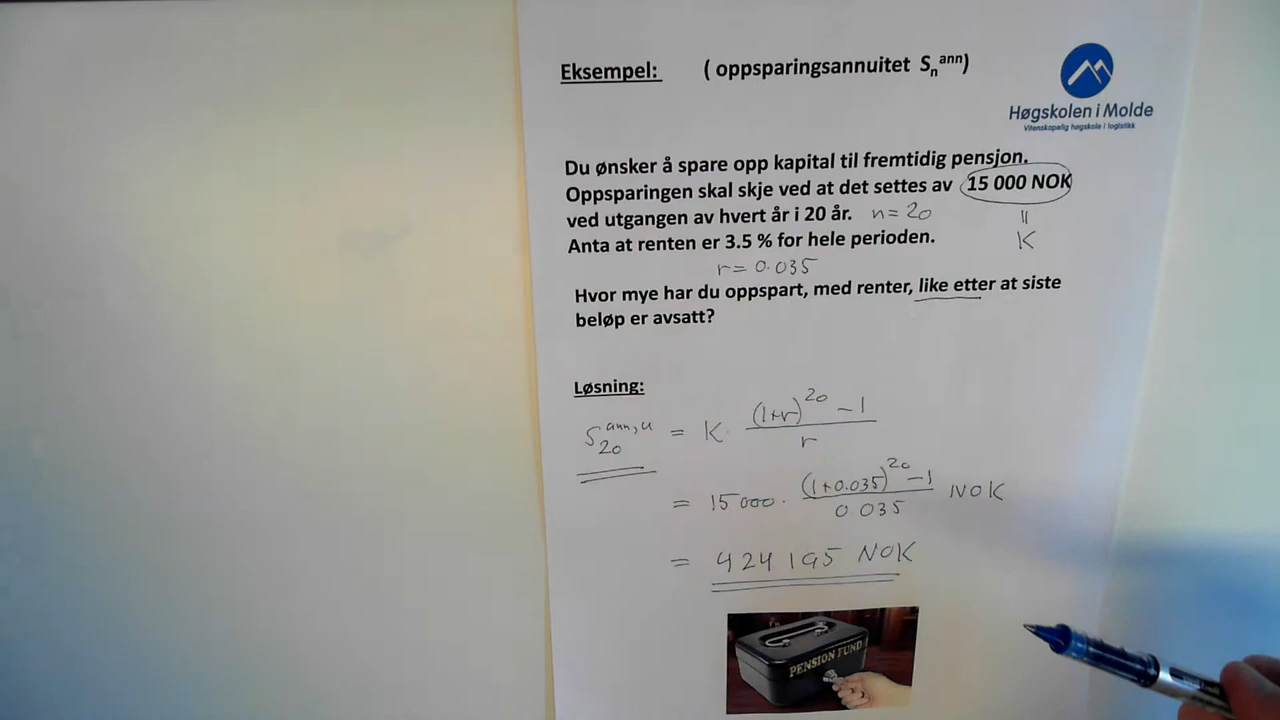 Eksempel: ( oppsparingsannuitet Sₙᵃⁿⁿ)
Høgskolen i Molde
Vitenskapelig høgskole i logistikk
Du ønsker å spare opp kapital til fremtidig pensjon.
Oppsparingen skal skje ved at det settes av 15 000 NOK
ved utgangen av hvert år i 20 år. n = 20 = K
Anta at renten er 3.5 % for hele perioden.
r = 0.035
Hvor mye har du oppspart, med renter, like etter at siste
beløp er avsatt?
Løsning:
S₂₀^(ann,u) = K · ((1+r)^20 − 1) / r
= 15 000 · ((1+0.035)^20 − 1) / 0.035 NOK
= 424 195 NOK
PENSION FUND